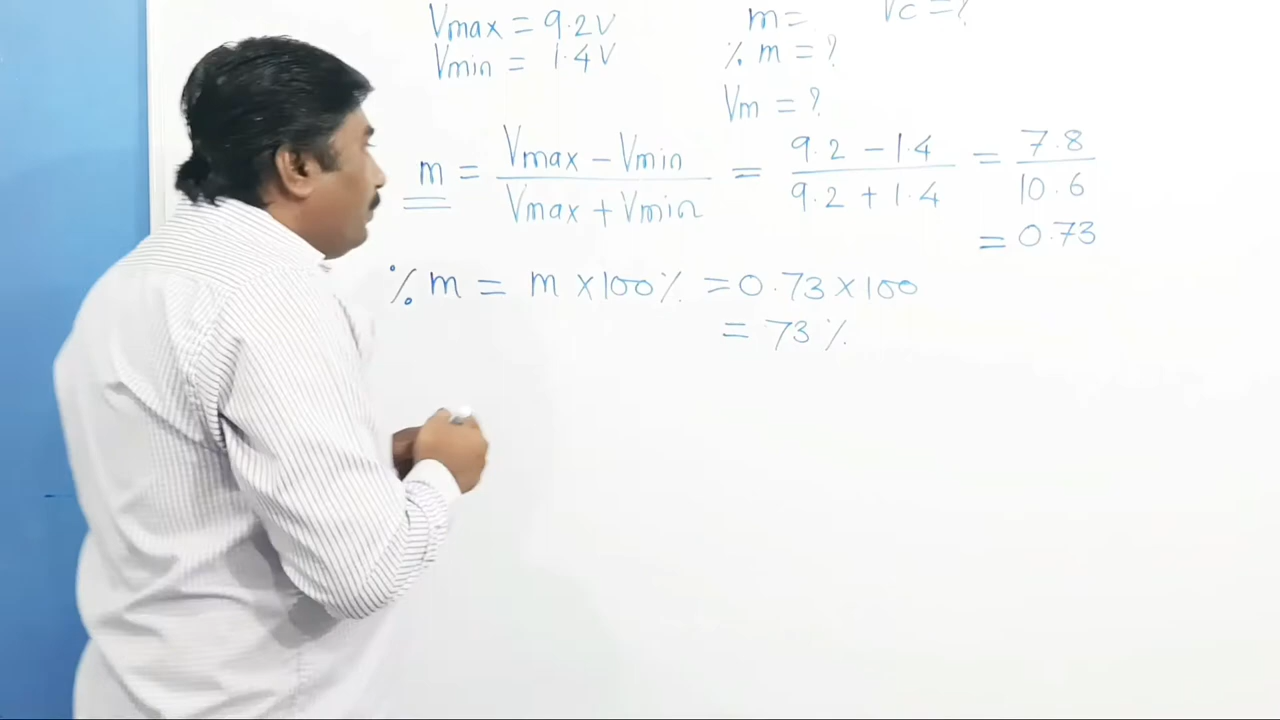 Vmax = 9.2V
Vmin = 1.4V
m =
Vc = ?
% m = ?
Vm = ?
m = Vmax - Vmin / Vmax + Vmin = 9.2 - 1.4 / 9.2 + 1.4 = 7.8 / 10.6
= 0.73
% m = m × 100 % = 0.73 × 100
= 73 %